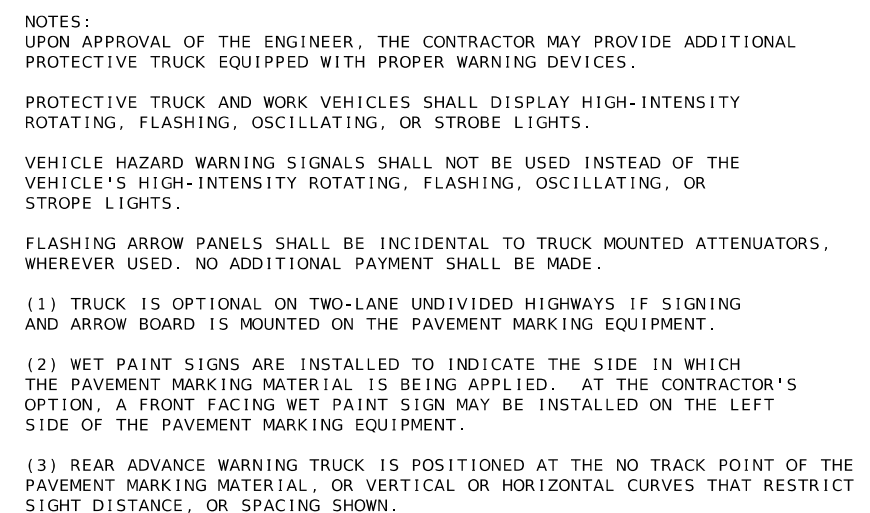 NOTES:
UPON APPROVAL OF THE ENGINEER, THE CONTRACTOR MAY PROVIDE ADDITIONAL
PROTECTIVE TRUCK EQUIPPED WITH PROPER WARNING DEVICES.
PROTECTIVE TRUCK AND WORK VEHICLES SHALL DISPLAY HIGH-INTENSITY
ROTATING, FLASHING, OSCILLATING, OR STROBE LIGHTS.
VEHICLE HAZARD WARNING SIGNALS SHALL NOT BE USED INSTEAD OF THE
VEHICLE'S HIGH-INTENSITY ROTATING, FLASHING, OSCILLATING, OR
STROPE LIGHTS.
FLASHING ARROW PANELS SHALL BE INCIDENTAL TO TRUCK MOUNTED ATTENUATORS,
WHEREVER USED. NO ADDITIONAL PAYMENT SHALL BE MADE.
(1) TRUCK IS OPTIONAL ON TWO-LANE UNDIVIDED HIGHWAYS IF SIGNING
AND ARROW BOARD IS MOUNTED ON THE PAVEMENT MARKING EQUIPMENT.
(2) WET PAINT SIGNS ARE INSTALLED TO INDICATE THE SIDE IN WHICH
THE PAVEMENT MARKING MATERIAL IS BEING APPLIED.  AT THE CONTRACTOR'S
OPTION, A FRONT FACING WET PAINT SIGN MAY BE INSTALLED ON THE LEFT
SIDE OF THE PAVEMENT MARKING EQUIPMENT.
(3) REAR ADVANCE WARNING TRUCK IS POSITIONED AT THE NO TRACK POINT OF THE
PAVEMENT MARKING MATERIAL, OR VERTICAL OR HORIZONTAL CURVES THAT RESTRICT
SIGHT DISTANCE, OR SPACING SHOWN.